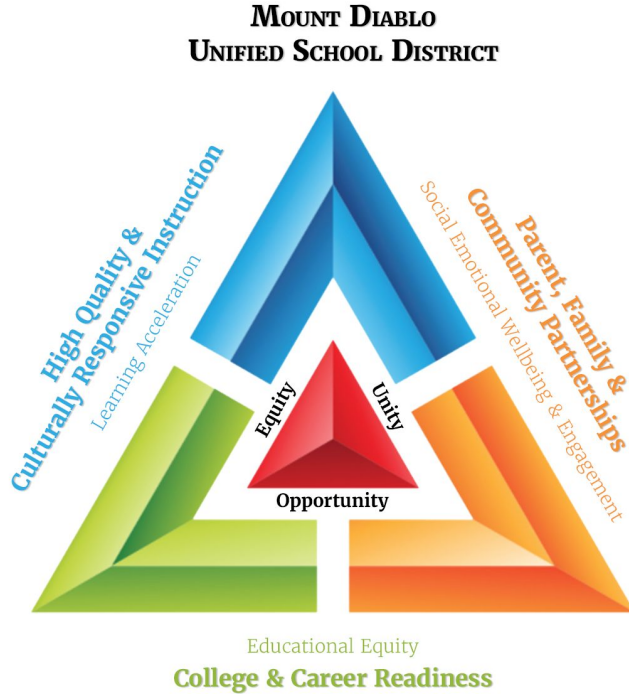 MOUNT DIABLO
UNIFIED SCHOOL DISTRICT
High Quality &
Culturally Responsive Instruction
Learning Acceleration
Parent, Family &
Community Partnerships
Social Emotional Wellbeing & Engagement
Equity
Unity
Opportunity
Educational Equity
College & Career Readiness